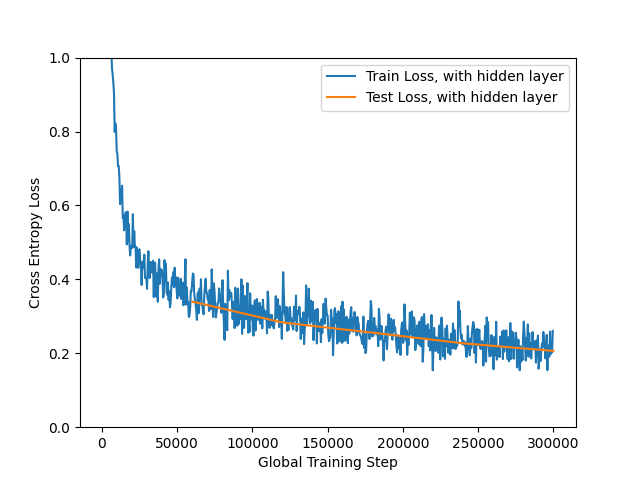 1.0
0.8
0.6
0.4
0.2
0.0
Cross Entropy Loss
Train Loss, with hidden layer
Test Loss, with hidden layer
0 50000 100000 150000 200000 250000 300000
Global Training Step